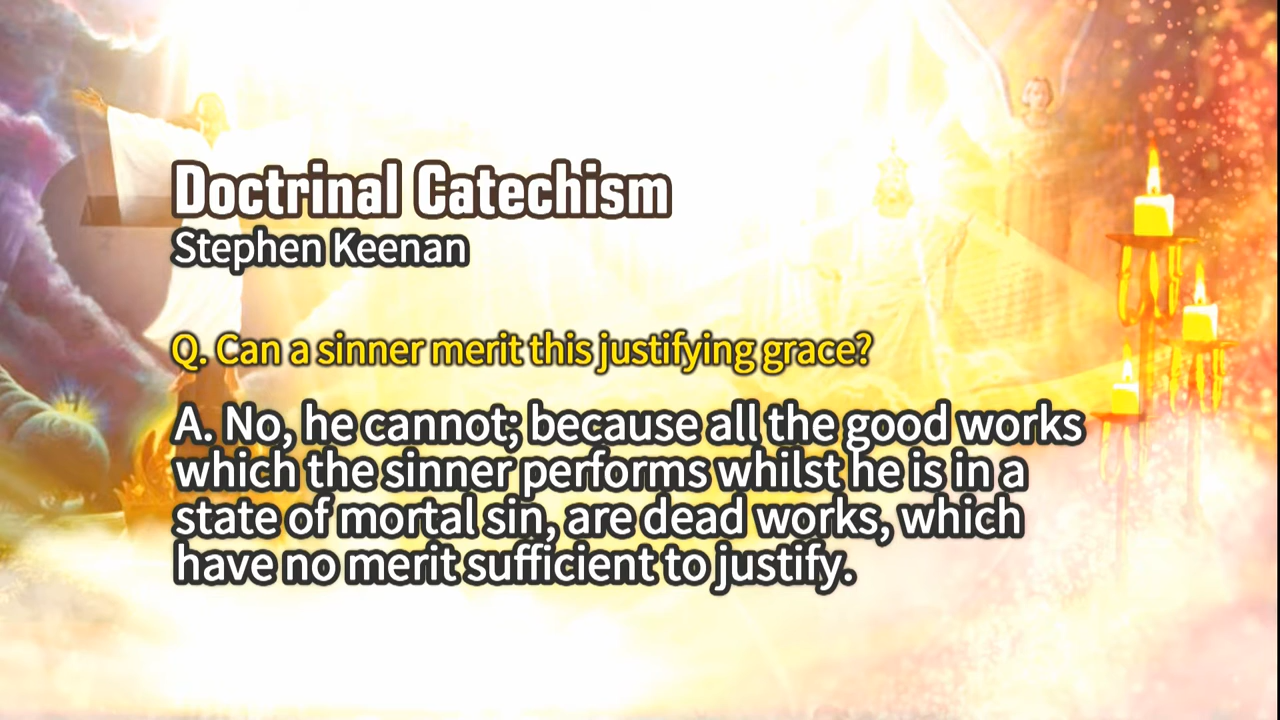 Doctrinal Catechism
Stephen Keenan
Q. Can a sinner merit this justifying grace?
A. No, he cannot; because all the good works
which the sinner performs whilst he is in a
state of mortal sin, are dead works, which
have no merit sufficient to justify.